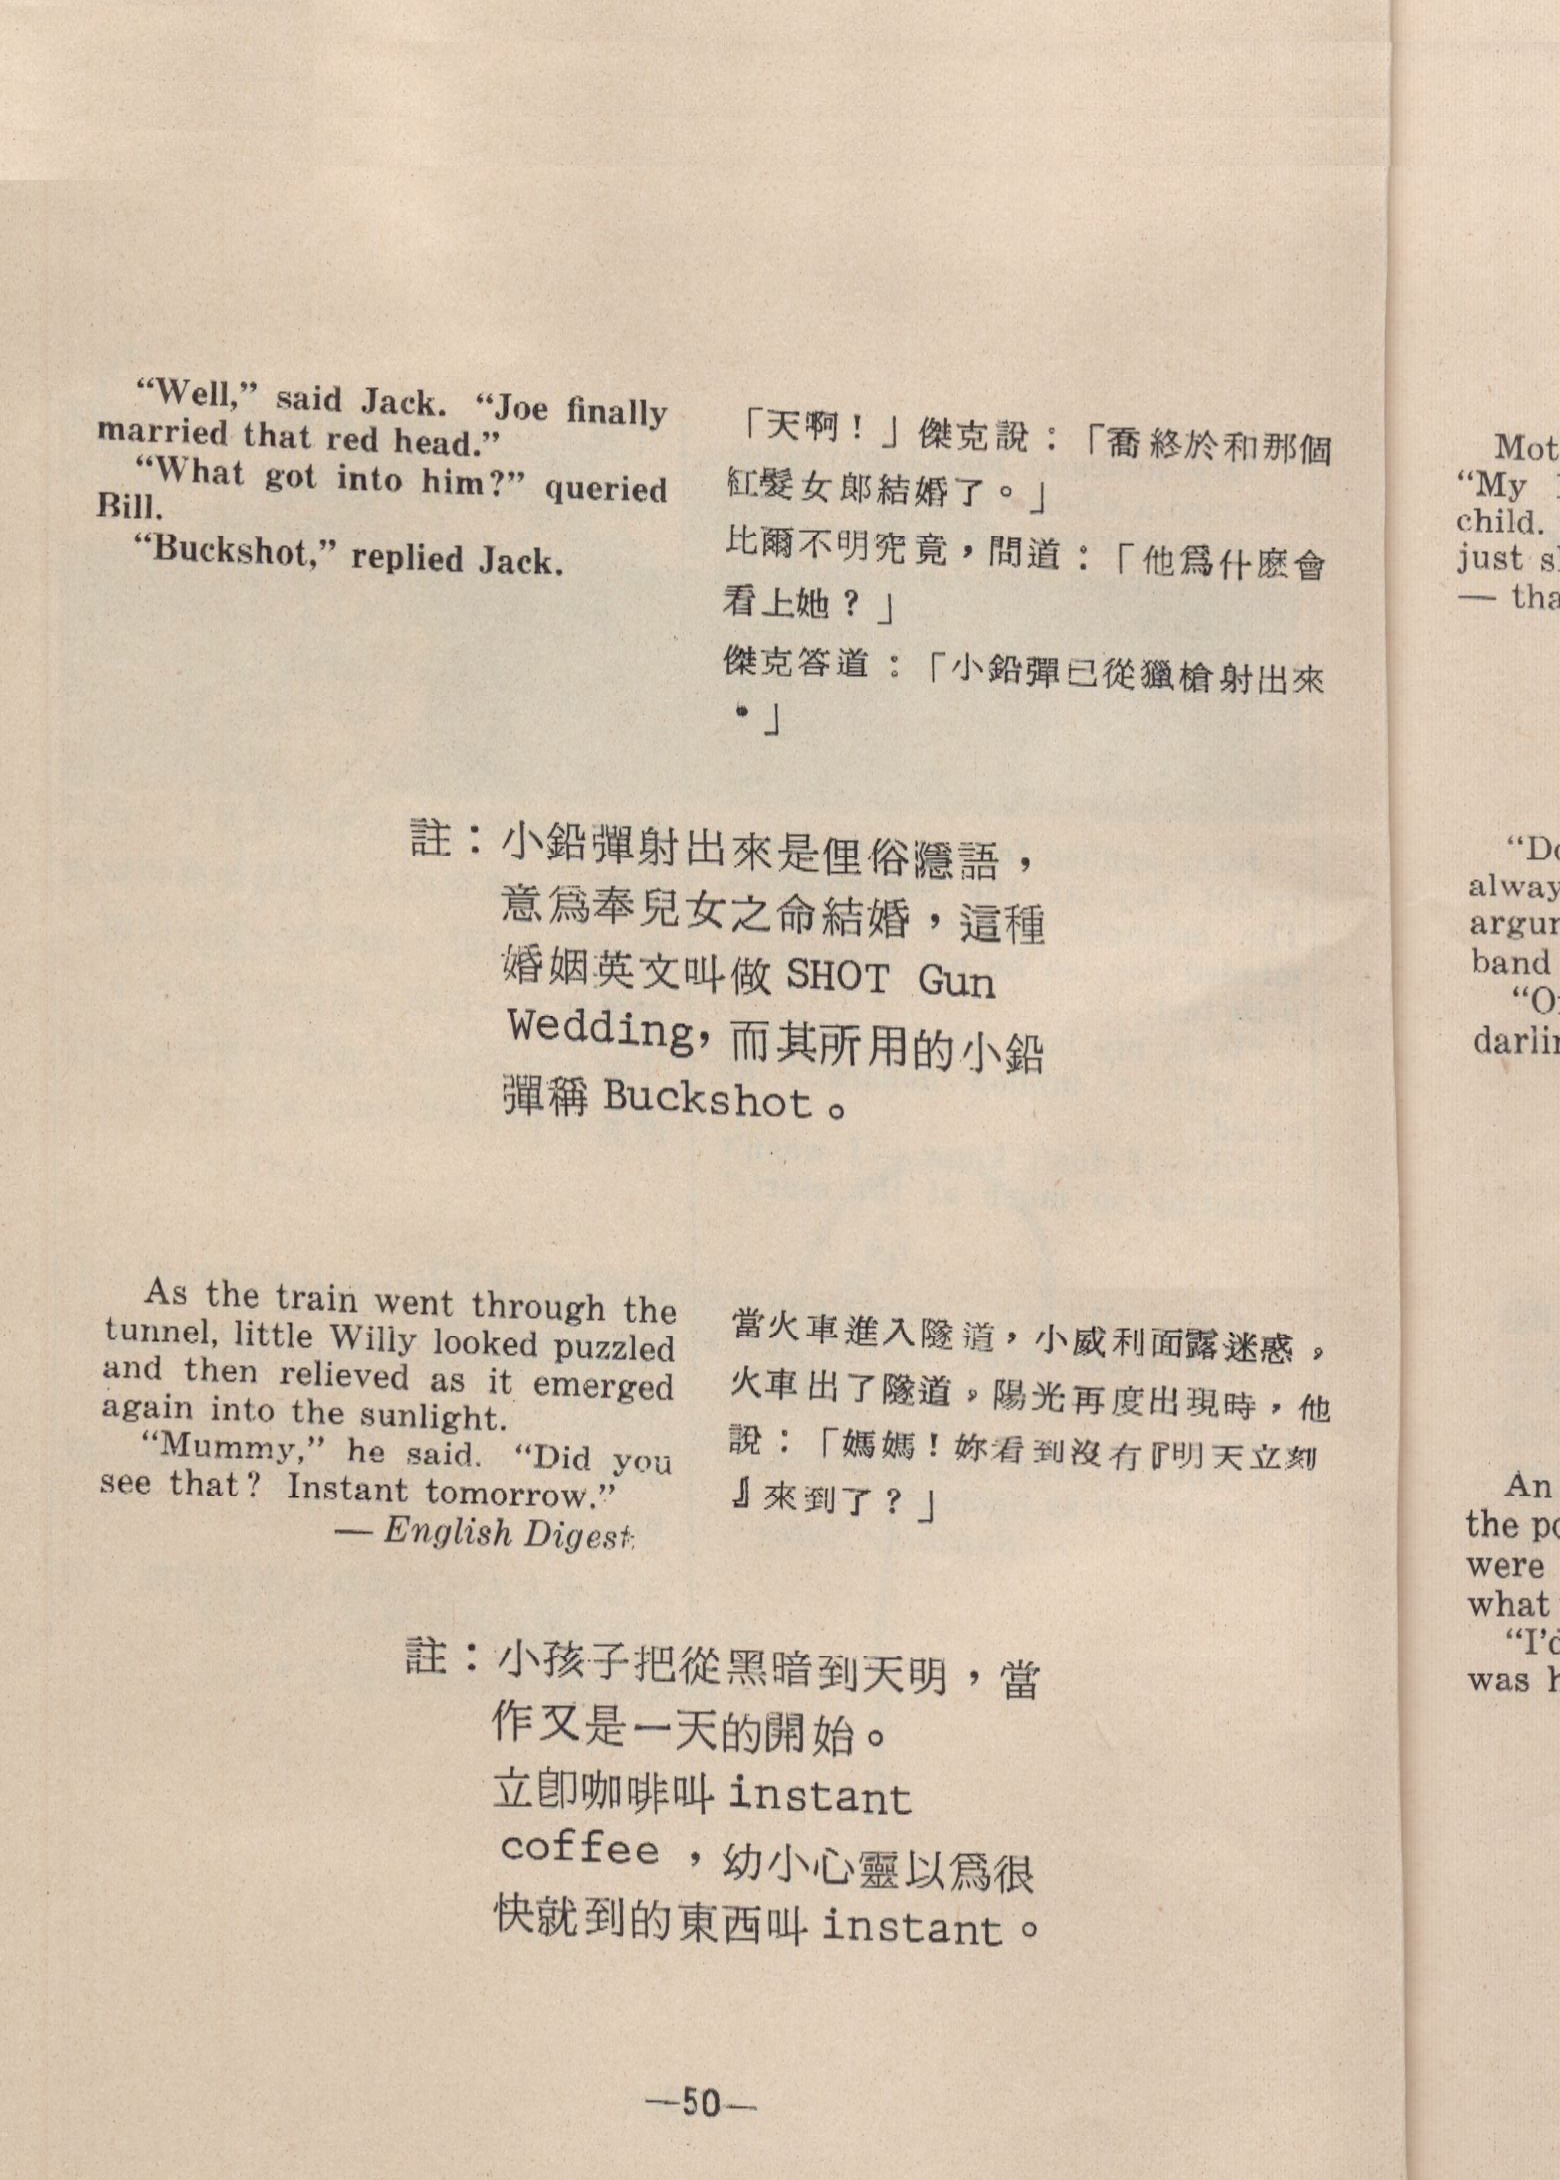 “Well,” said Jack. “Joe finally
married that red head.”
“What got into him?” queried
Bill.
“Buckshot,” replied Jack.
「天啊！」傑克說：「喬終於和那個
紅髮女郎結婚了。」
比爾不明究竟，問道：「他爲什麼會
看上她？」
傑克答道：「小鉛彈已從獵槍射出來
•」
註：小鉛彈射出來是俚俗隱語，
意爲奉兒女之命結婚，這種
婚姻英文叫做 SHOT Gun
Wedding，而其所用的小鉛
彈稱 Buckshot。
As the train went through the
tunnel, little Willy looked puzzled
and then relieved as it emerged
again into the sunlight.
“Mummy,” he said. “Did you
see that? Instant tomorrow.”
— English Digest
當火車進入隧道，小威利面露迷惑，
火車出了隧道，陽光再度出現時，他
說：「媽媽！妳看到沒有『明天立刻
』來到了？」
註：小孩子把從黑暗到天明，當
作又是一天的開始。
立卽咖啡叫 instant
coffee，幼小心靈以爲很
快就到的東西叫 instant。
—50—
Mot
“My
child.
just s
— tha
“Do
alway
argur
band
“O
darli
An
the po
were
what
“I’d
was h